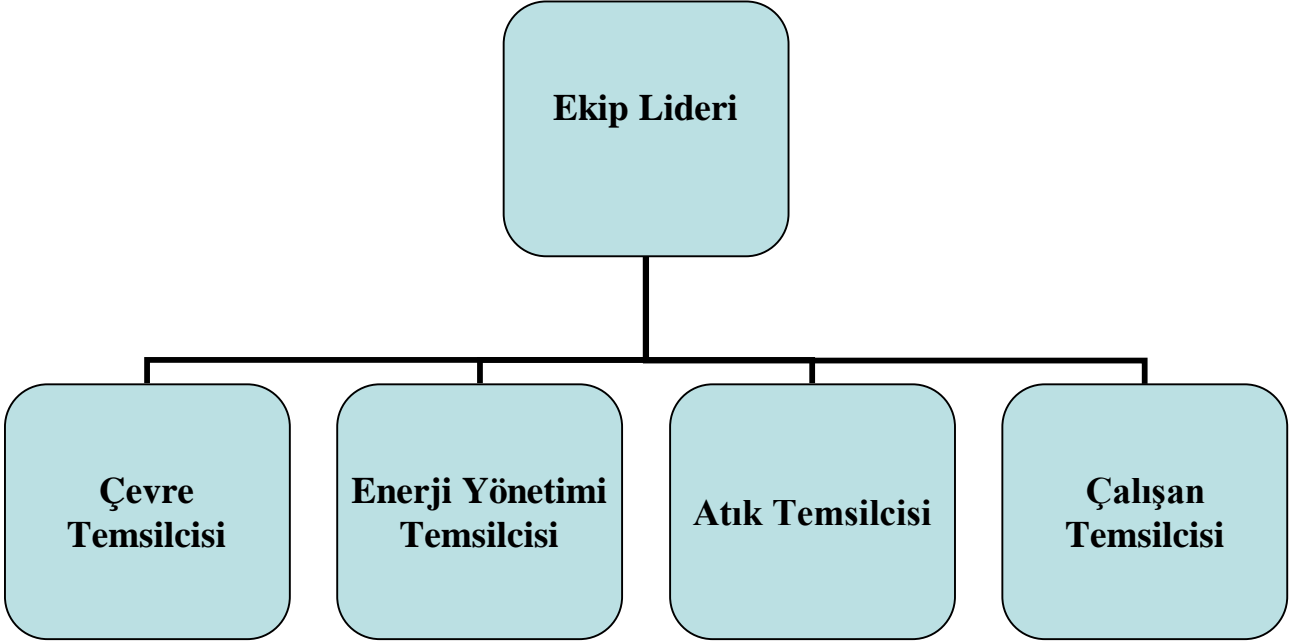 Ekip Lideri
Çevre
Temsilcisi
Enerji Yönetimi
Temsilcisi
Atık Temsilcisi
Çalışan
Temsilcisi